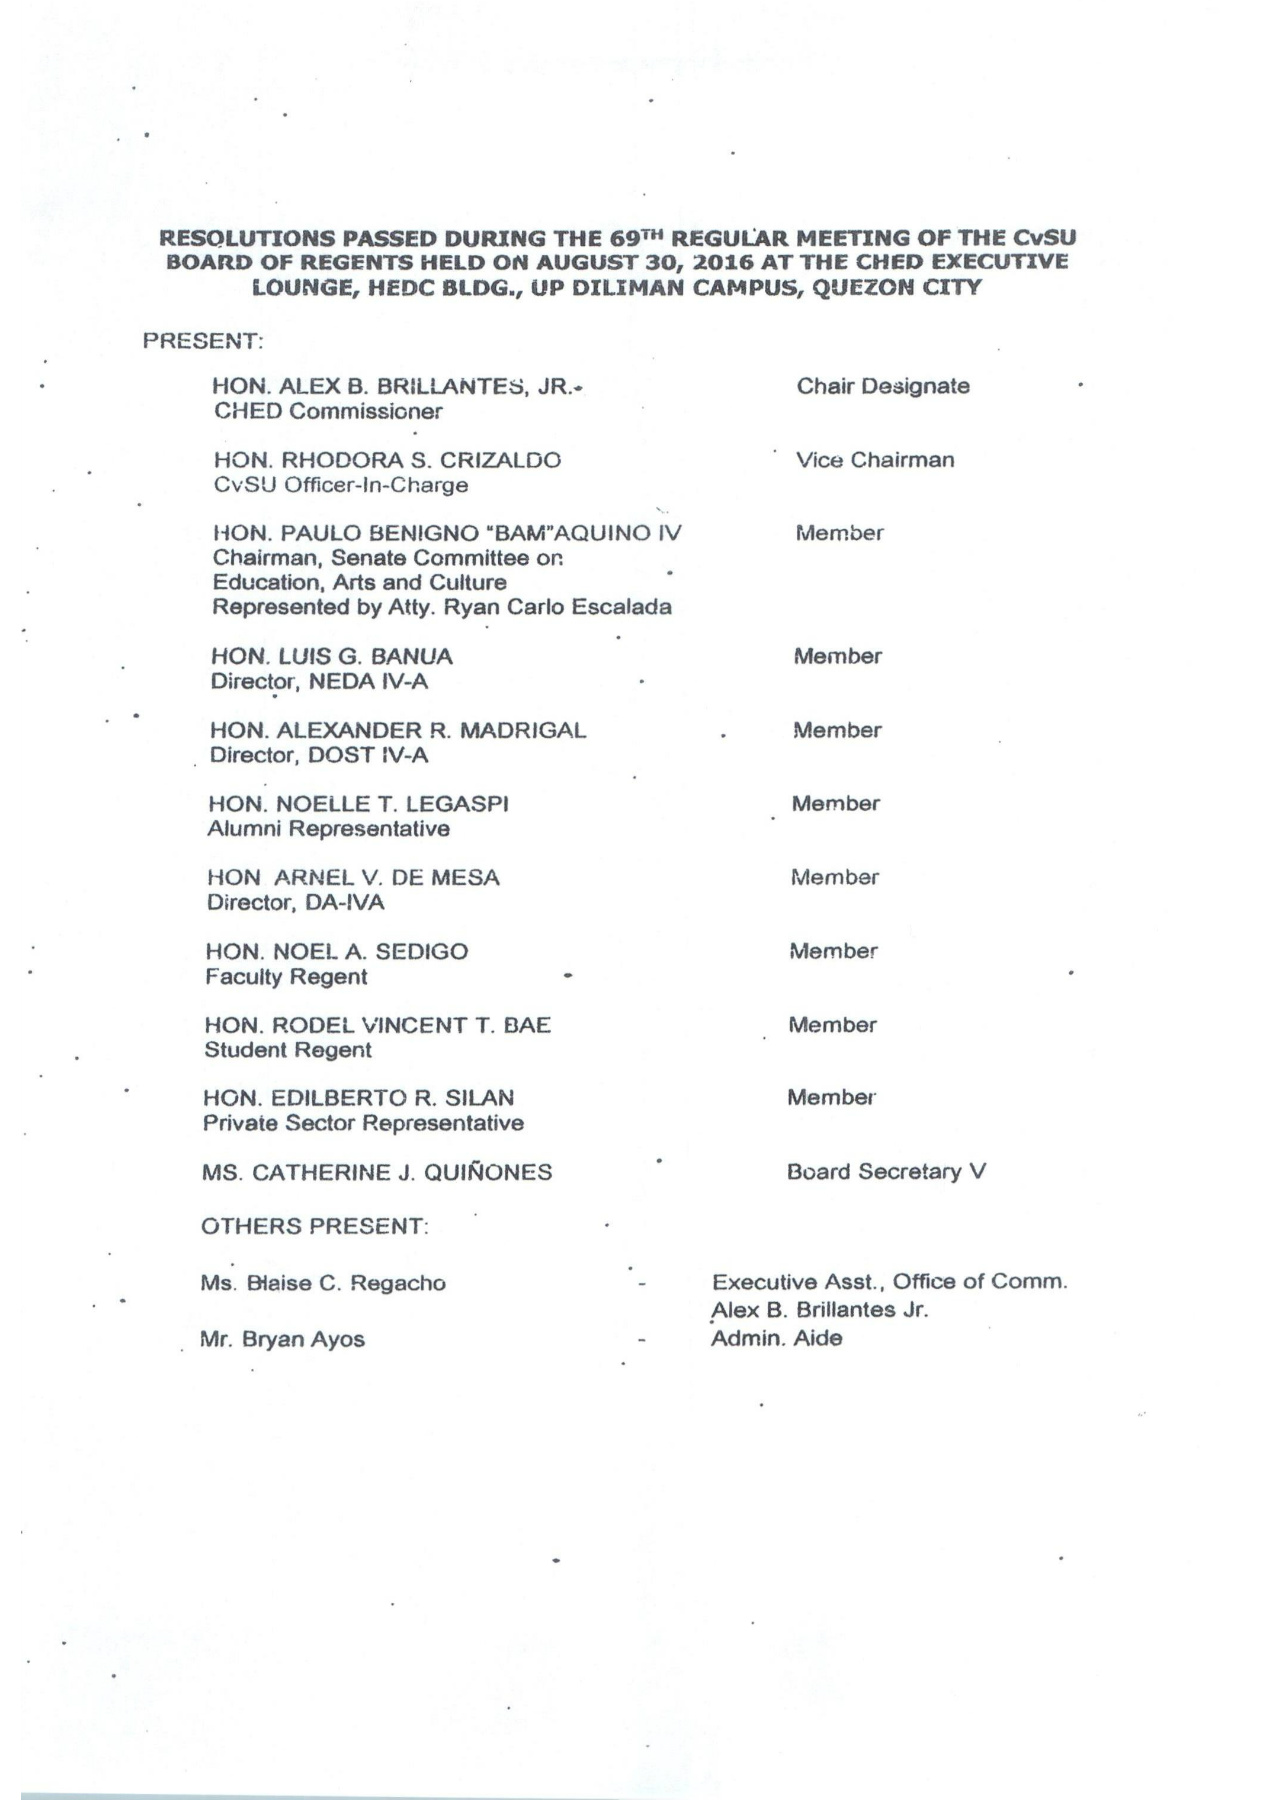 RESOLUTIONS PASSED DURING THE 69TH REGULAR MEETING OF THE CvSU
BOARD OF REGENTS HELD ON AUGUST 30, 2016 AT THE CHED EXECUTIVE
LOUNGE, HEDC BLDG., UP DILIMAN CAMPUS, QUEZON CITY
PRESENT:
HON. ALEX B. BRILLANTES, JR.- Chair Designate
CHED Commissioner
HON. RHODORA S. CRIZALDO Vice Chairman
CvSU Officer-In-Charge
HON. PAULO BENIGNO "BAM"AQUINO IV Member
Chairman, Senate Committee on
Education, Arts and Culture
Represented by Atty. Ryan Carlo Escalada
HON. LUIS G. BANUA Member
Director, NEDA IV-A
HON. ALEXANDER R. MADRIGAL Member
Director, DOST IV-A
HON. NOELLE T. LEGASPI Member
Alumni Representative
HON ARNEL V. DE MESA Member
Director, DA-IVA
HON. NOEL A. SEDIGO Member
Faculty Regent
HON. RODEL VINCENT T. BAE Member
Student Regent
HON. EDILBERTO R. SILAN Member
Private Sector Representative
MS. CATHERINE J. QUIÑONES Board Secretary V
OTHERS PRESENT:
Ms. Blaise C. Regacho - Executive Asst., Office of Comm.
Alex B. Brillantes Jr.
Mr. Bryan Ayos - Admin. Aide